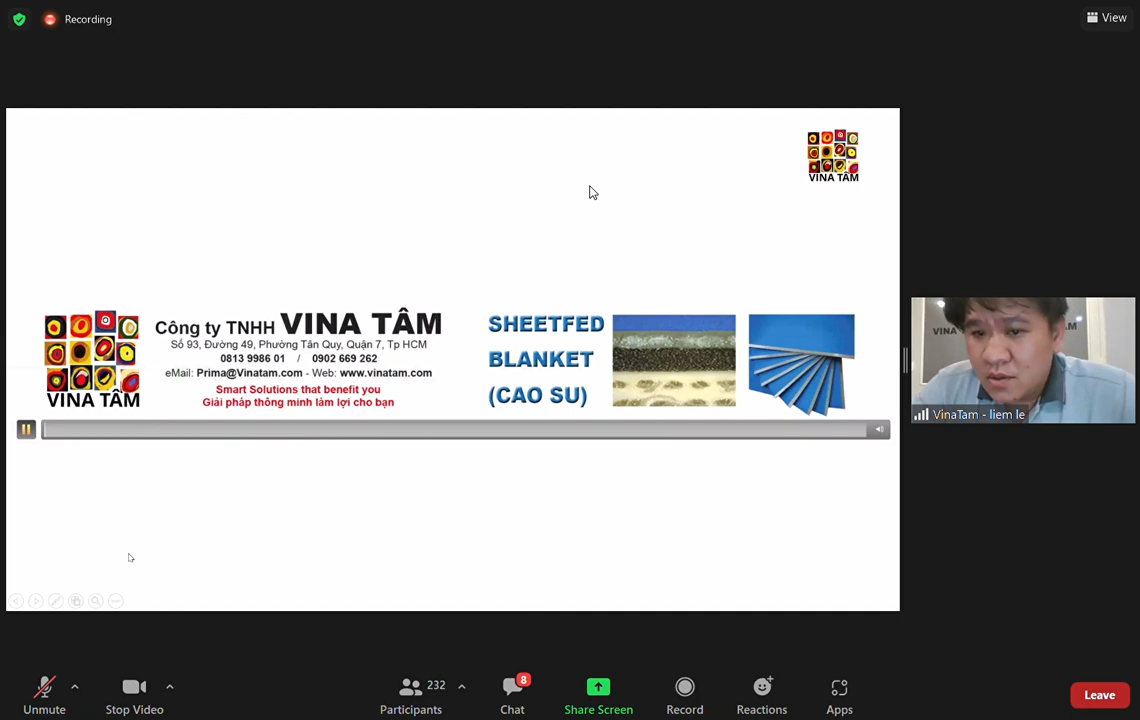 Recording
View
VINA TÂM
Công ty TNHH VINA TÂM
Số 93, Đường 49, Phường Tân Quy, Quận 7, Tp HCM
0813 9986 01 / 0902 669 262
eMail: Prima@Vinatam.com - Web: www.vinatam.com
Smart Solutions that benefit you
Giải pháp thông minh làm lợi cho bạn
VINA TÂM
SHEETFED
BLANKET
(CAO SU)
VinaTam - liem le
Unmute
Stop Video
232
Participants
8
Chat
Share Screen
Record
Reactions
Apps
Leave